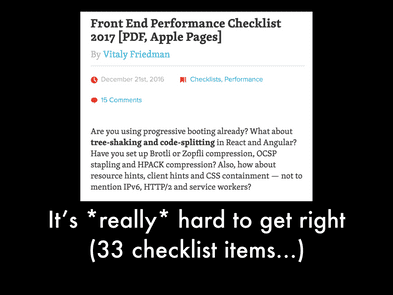 Front End Performance Checklist
2017 [PDF, Apple Pages]
By Vitaly Friedman
December 21st, 2016 Checklists, Performance
15 Comments
Are you using progressive booting already? What about
tree-shaking and code-splitting in React and Angular?
Have you set up Brotli or Zopfli compression, OCSP
stapling and HPACK compression? Also, how about
resource hints, client hints and CSS containment — not to
mention IPv6, HTTP/2 and service workers?
It's *really* hard to get right
(33 checklist items...)